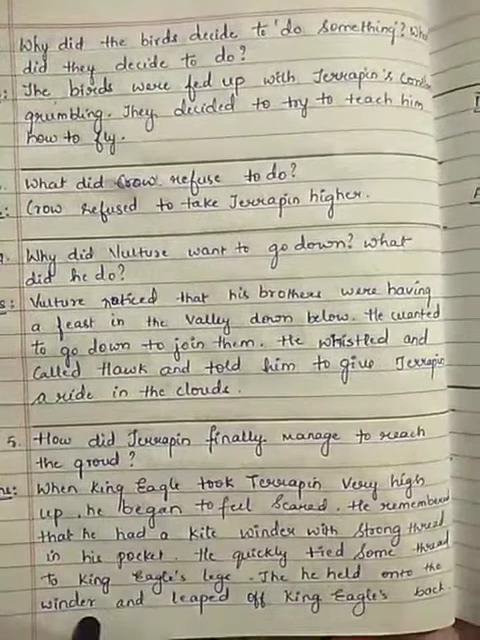 Why did the birds decide to 'do something'?
did they decide to do?
The birds were fed up with Terrapin's
grumbling. They decided to try to teach him
how to fly.
What did Crow refuse to do?
Crow refused to take Terrapin higher.
Why did Vulture want to go down? what
did he do?
s: Vulture noticed that his brothers were having
a feast in the valley down below. He wanted
to go down to join them. He whistled and
called Hawk and told him to give Terrapin
a ride in the clouds.
5. How did Terrapin finally manage to reach
the groud?
When King Eagle took Terrapin very high
up, he began to feel scared. He remembered
that he had a kite winder with strong thread
in his pocket. He quickly tied some thread
to King Eagle's legs. The he held onto the
winder and leaped off King Eagle's back.